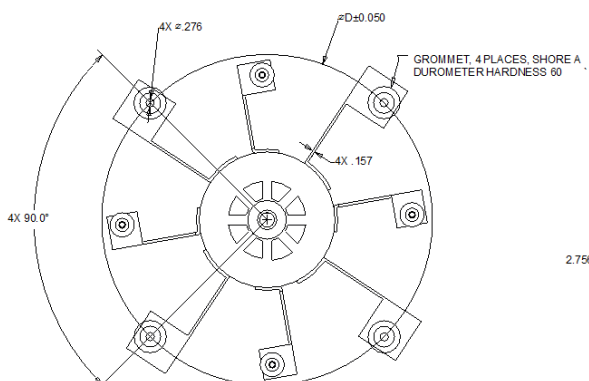 4X ⌀.276
⌀D±0.050
GROMMET, 4 PLACES, SHORE A
DUROMETER HARDNESS 60
4X .157
4X 90.0°